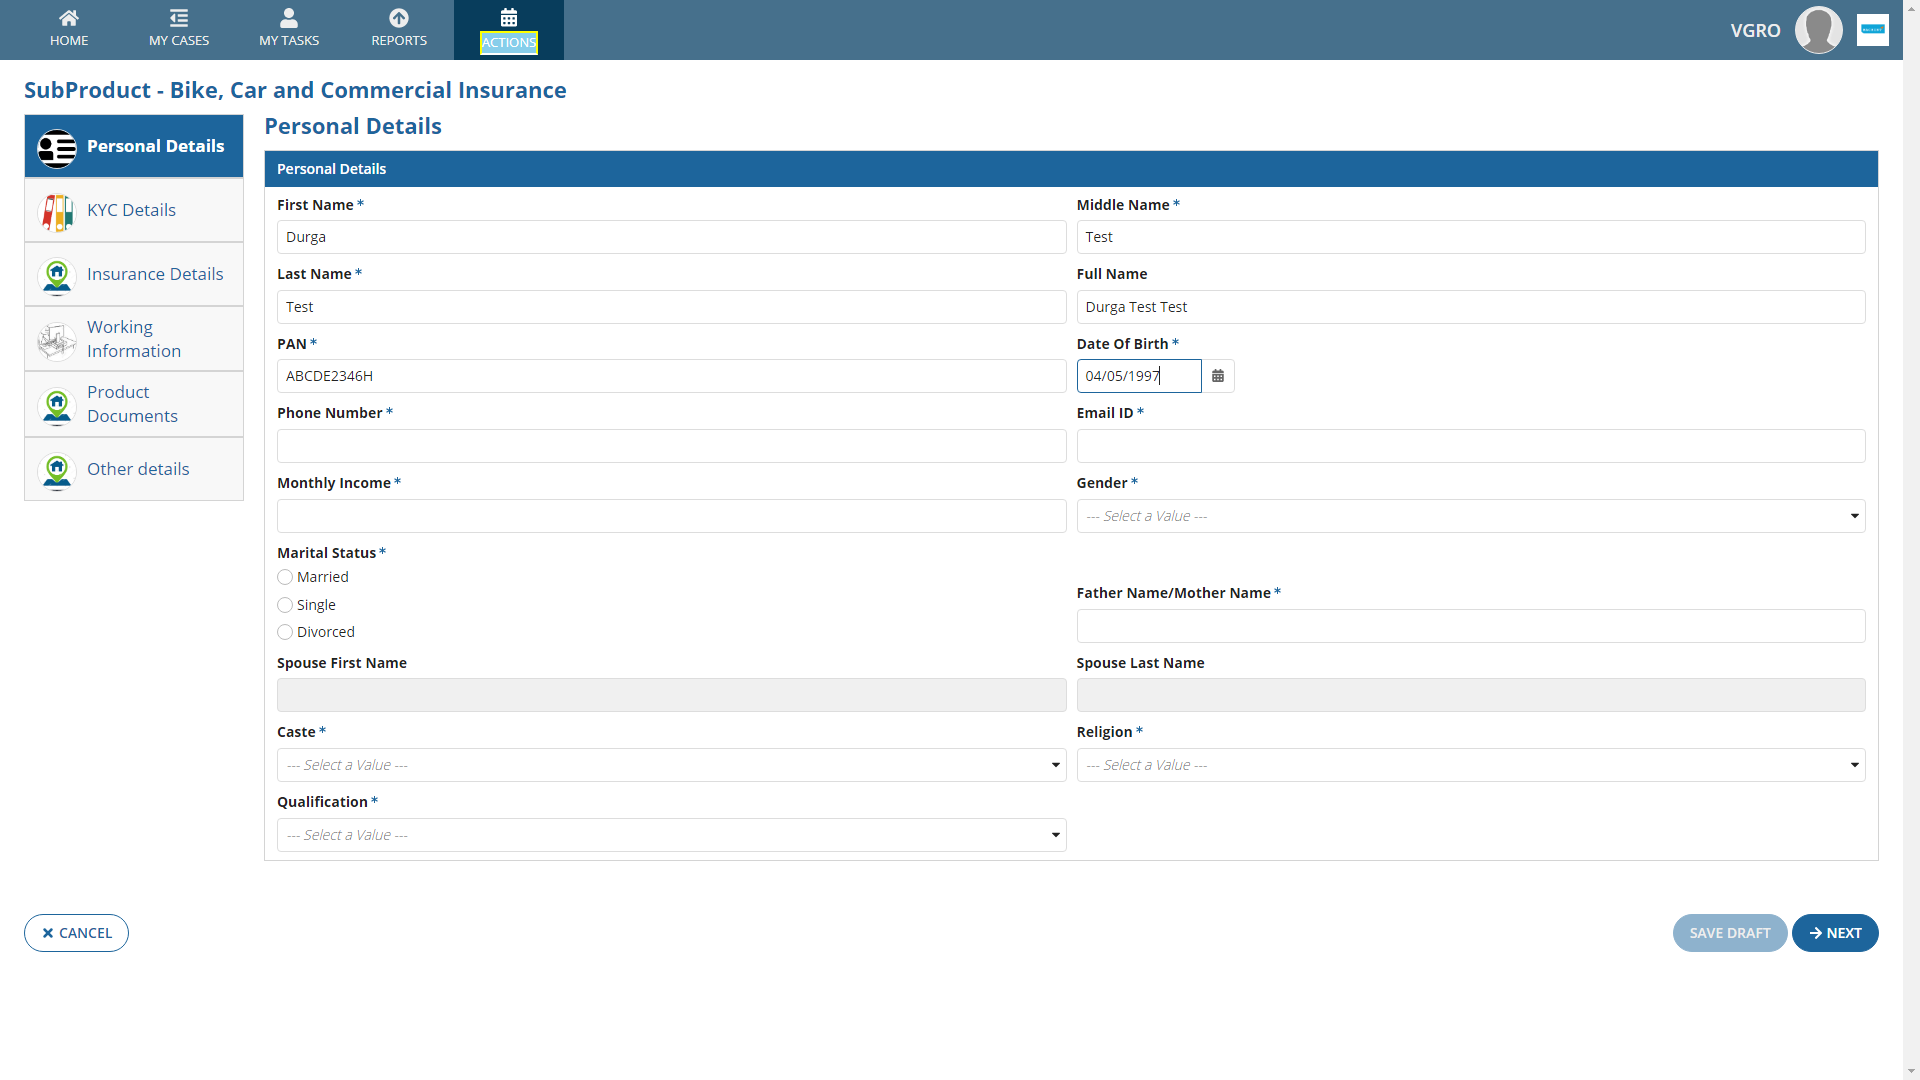 HOME
MY CASES
MY TASKS
REPORTS
ACTIONS
VGRO
SubProduct - Bike, Car and Commercial Insurance
Personal Details
KYC Details
Insurance Details
Working
Information
Product
Documents
Other details
Personal Details
Personal Details
First Name *
Durga
Middle Name *
Test
Last Name *
Test
Full Name
Durga Test Test
PAN *
ABCDE2346H
Date Of Birth *
04/05/1997
Phone Number *
Email ID *
Monthly Income *
Gender *
--- Select a Value ---
Marital Status *
Married
Single
Divorced
Father Name/Mother Name *
Spouse First Name
Spouse Last Name
Caste *
--- Select a Value ---
Religion *
--- Select a Value ---
Qualification *
--- Select a Value ---
CANCEL
SAVE DRAFT
NEXT